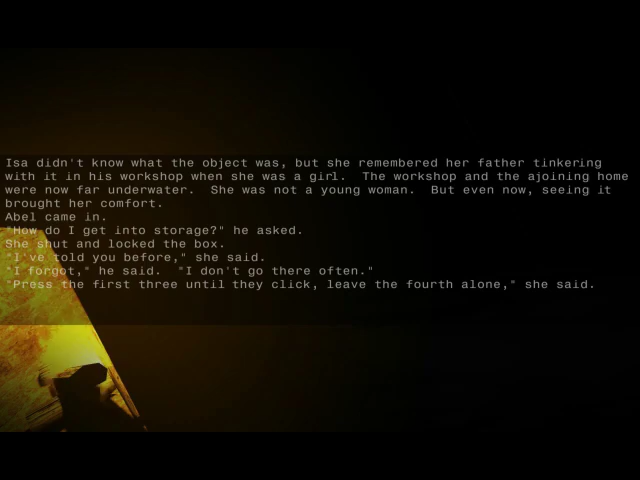 Isa didn't know what the object was, but she remembered her father tinkering
with it in his workshop when she was a girl.  The workshop and the ajoining home
were now far underwater.  She was not a young woman.  But even now, seeing it
brought her comfort.
Abel came in.
"How do I get into storage?" he asked.
She shut and locked the box.
"I've told you before," she said.
"I forgot," he said.  "I don't go there often."
"Press the first three until they click, leave the fourth alone," she said.